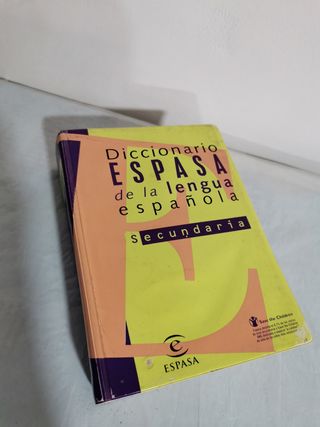 Diccionario
ESPASA
de la lengua
española
secundaria
e
ESPASA
Save the Children